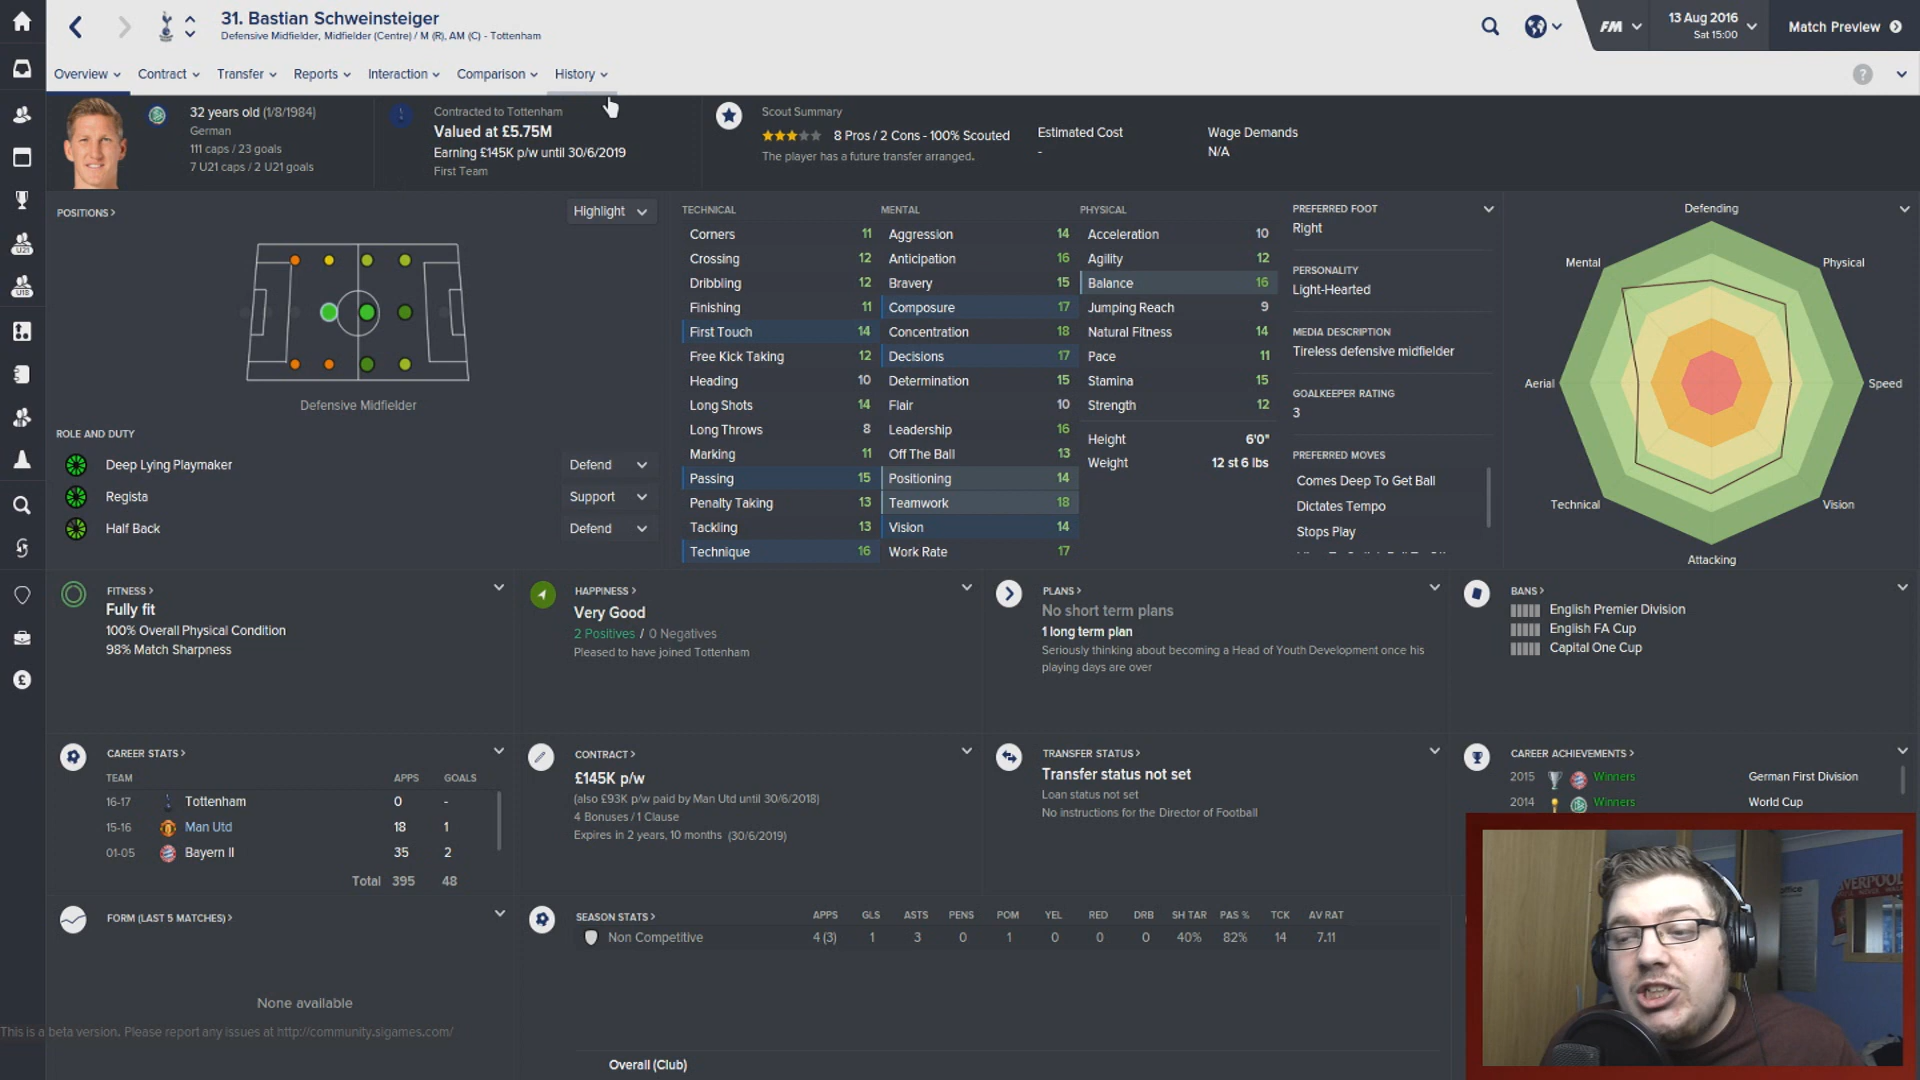 31. Bastian Schweinsteiger
Defensive Midfielder, Midfielder (Centre) / M (R), AM (C) - Tottenham
FM
13 Aug 2016
Sat 15:00
Match Preview
Overview
Contract
Transfer
Reports
Interaction
Comparison
History
?
32 years old (1/8/1984)
German
111 caps / 23 goals
7 U21 caps / 2 U21 goals
Contracted to Tottenham
Valued at £5.75M
Earning £145K p/w until 30/6/2019
First Team
Scout Summary
8 Pros / 2 Cons - 100% Scouted
The player has a future transfer arranged.
Estimated Cost
-
Wage Demands
N/A
U21
U18
POSITIONS >
Highlight
Defensive Midfielder
ROLE AND DUTY
Deep Lying Playmaker Defend
Regista Support
Half Back Defend
TECHNICAL
Corners 11
Crossing 12
Dribbling 12
Finishing 11
First Touch 14
Free Kick Taking 12
Heading 10
Long Shots 14
Long Throws 8
Marking 11
Passing 15
Penalty Taking 13
Tackling 13
Technique 16
MENTAL
Aggression 14
Anticipation 16
Bravery 15
Composure 17
Concentration 18
Decisions 17
Determination 15
Flair 10
Leadership 16
Off The Ball 13
Positioning 14
Teamwork 18
Vision 14
Work Rate 17
PHYSICAL
Acceleration 10
Agility 12
Balance 16
Jumping Reach 9
Natural Fitness 14
Pace 11
Stamina 15
Strength 12
Height 6'0"
Weight 12 st 6 lbs
PREFERRED FOOT
Right
PERSONALITY
Light-Hearted
MEDIA DESCRIPTION
Tireless defensive midfielder
GOALKEEPER RATING
3
PREFERRED MOVES
Comes Deep To Get Ball
Dictates Tempo
Stops Play
Defending
Mental
Physical
Aerial
Speed
Technical
Vision
Attacking
FITNESS >
Fully fit
100% Overall Physical Condition
98% Match Sharpness
HAPPINESS >
Very Good
2 Positives / 0 Negatives
Pleased to have joined Tottenham
PLANS >
No short term plans
1 long term plan
Seriously thinking about becoming a Head of Youth Development once his
playing days are over
BANS >
English Premier Division
English FA Cup
Capital One Cup
CAREER STATS >
TEAM APPS GOALS
16-17 Tottenham 0 -
15-16 Man Utd 18 1
01-05 Bayern II 35 2
Total 395 48
CONTRACT >
£145K p/w
(also £93K p/w paid by Man Utd until 30/6/2018)
4 Bonuses / 1 Clause
Expires in 2 years, 10 months (30/6/2019)
TRANSFER STATUS >
Transfer status not set
Loan status not set
No instructions for the Director of Football
CAREER ACHIEVEMENTS >
2015 Winners German First Division
2014 Winners World Cup
FORM (LAST 5 MATCHES) >
None available
This is a beta version. Please report any issues at http://community.sigames.com/
SEASON STATS > APPS GLS ASTS PENS POM YEL RED DRB SH TAR PAS % TCK AV RAT
Non Competitive 4 (3) 1 3 0 1 0 0 0 40% 82% 14 7.11
Overall (Club)
office